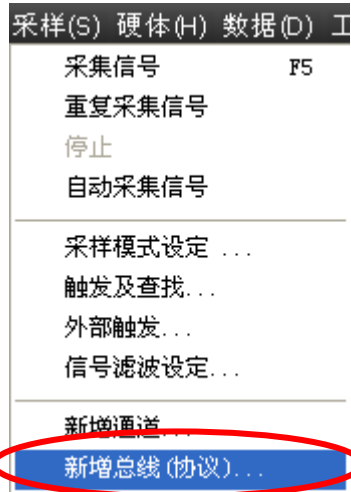 采样(S) 硬体(H) 数据(D) 工
采集信号 F5
重复采集信号
停止
自动采集信号
采样模式设定 ...
触发及查找...
外部触发...
信号滤波设定...
新增通道...
新增总线(协议)...